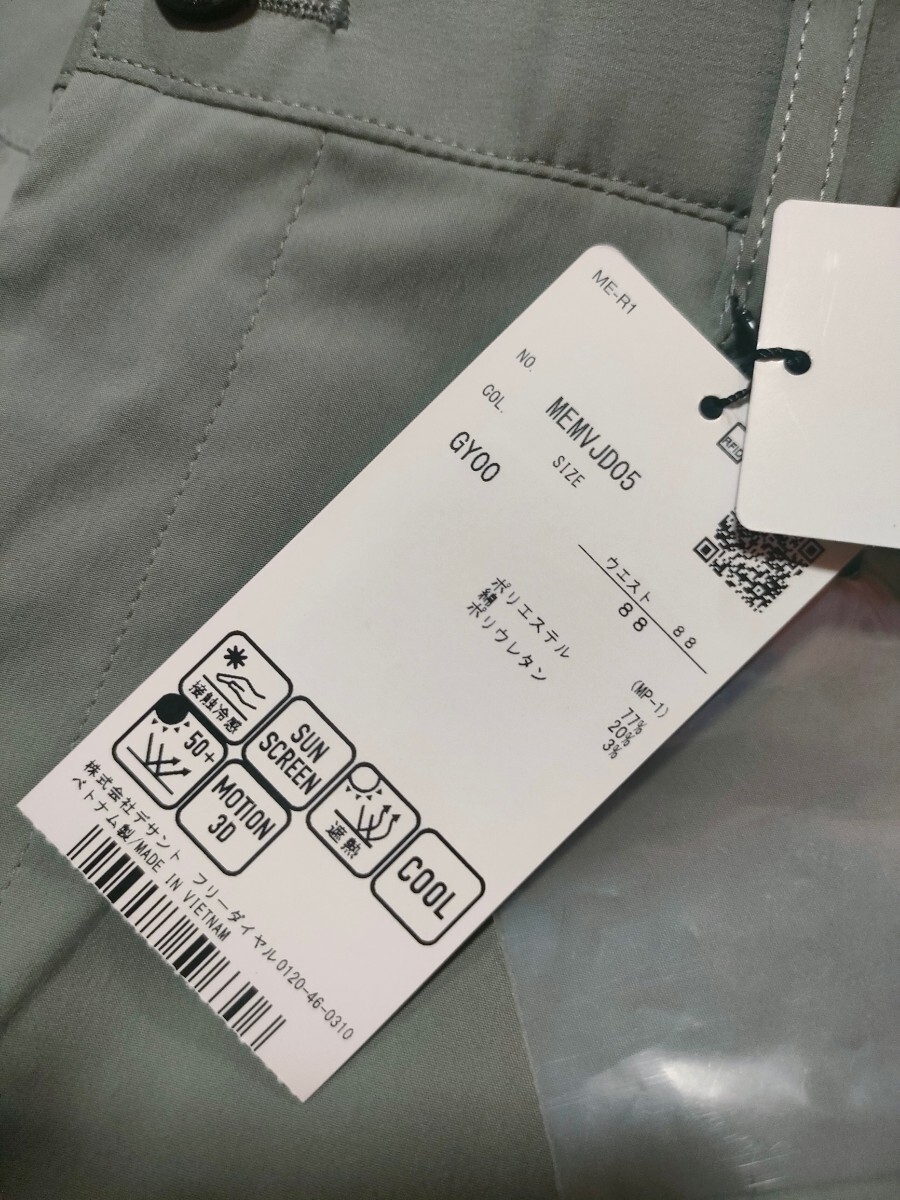 ME-R1
NO.
MEMVJD05
COL.
SIZE
GY00
RFID
ウエスト
88 88
(MP-1)
ポリエステル 77%
綿 20%
ポリウレタン 3%
接触冷感
SUN
SCREEN
50+
MOTION
3D
遮熱
COOL
株式会社デサント フリーダイヤル0120-46-0310
ベトナム製/MADE IN VIETNAM